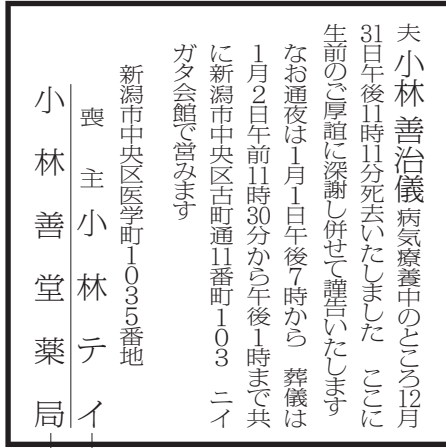 夫 小林 善治儀 病気療養中のところ12月
31日午後11時11分死去いたしました　ここに
生前のご厚誼に深謝し併せて謹告いたします
なお通夜は1月1日午後7時から　葬儀は
1月2日午前11時30分から午後1時まで共
に新潟市中央区古町通11番町103　ニイ
ガタ会館で営みます
新潟市中央区医学町1035番地
喪主 小林テイ
小林善堂薬局